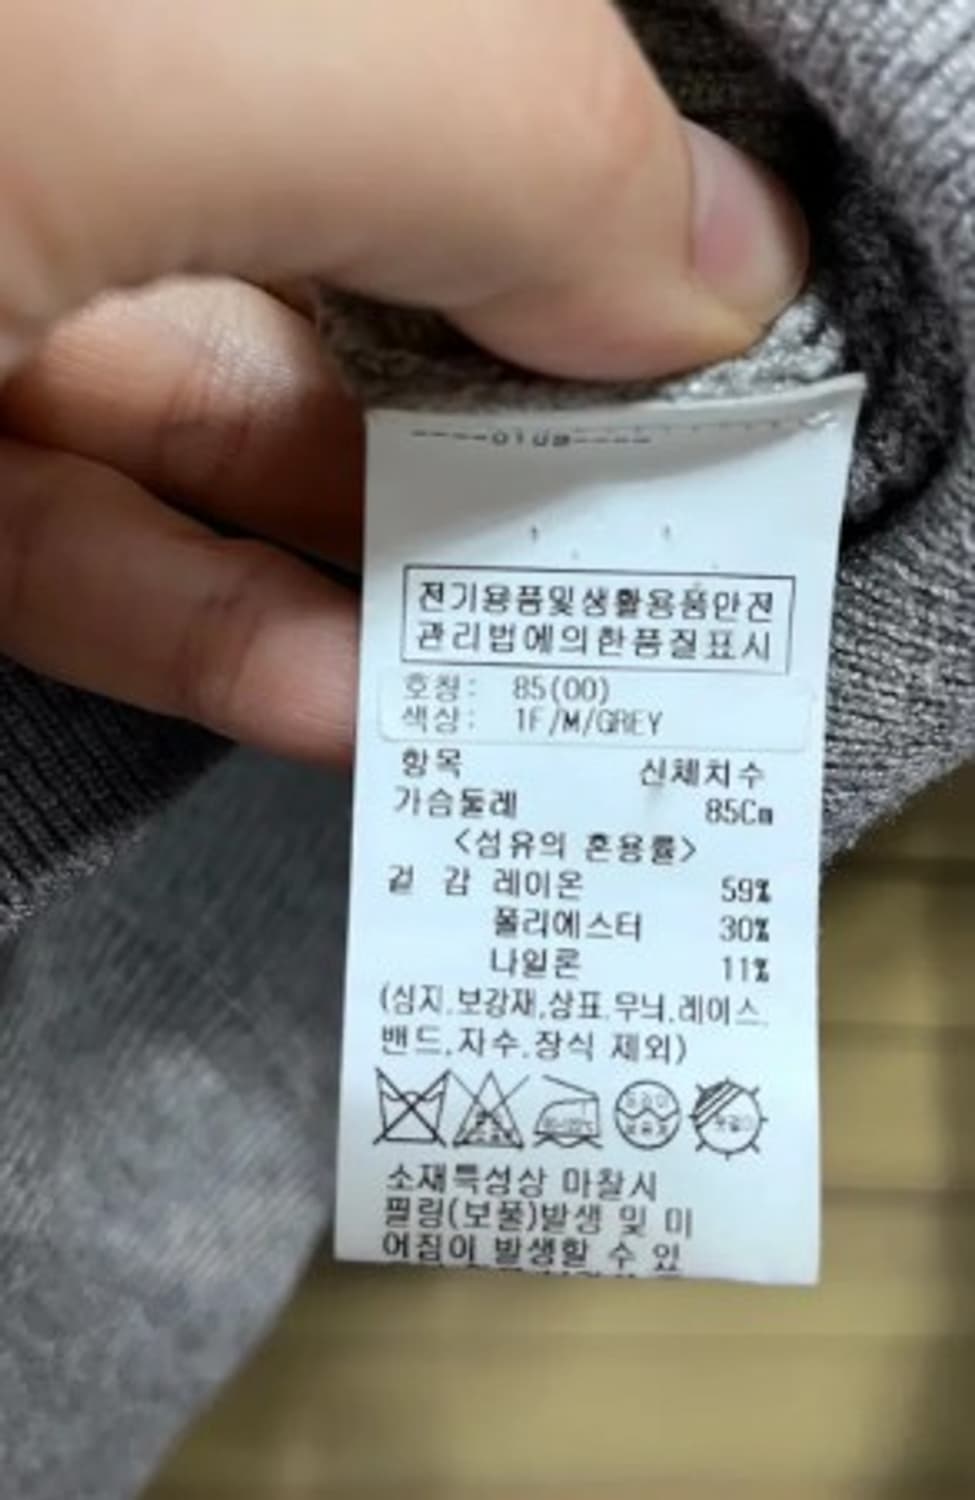 전기용품및생활용품안전
관리법에의한품질표시
호칭: 85(00)
색상: 1F/M/GREY
항목 신체치수
가슴둘레 85Cm
<섬유의 혼용률>
겉 감 레이온 59%
폴리에스터 30%
나일론 11%
(심지.보강재,상표.무늬.레이스.
밴드.자수.장식 제외)
소재특성상 마찰시
필링(보풀)발생 및 미
어짐이 발생할 수 있